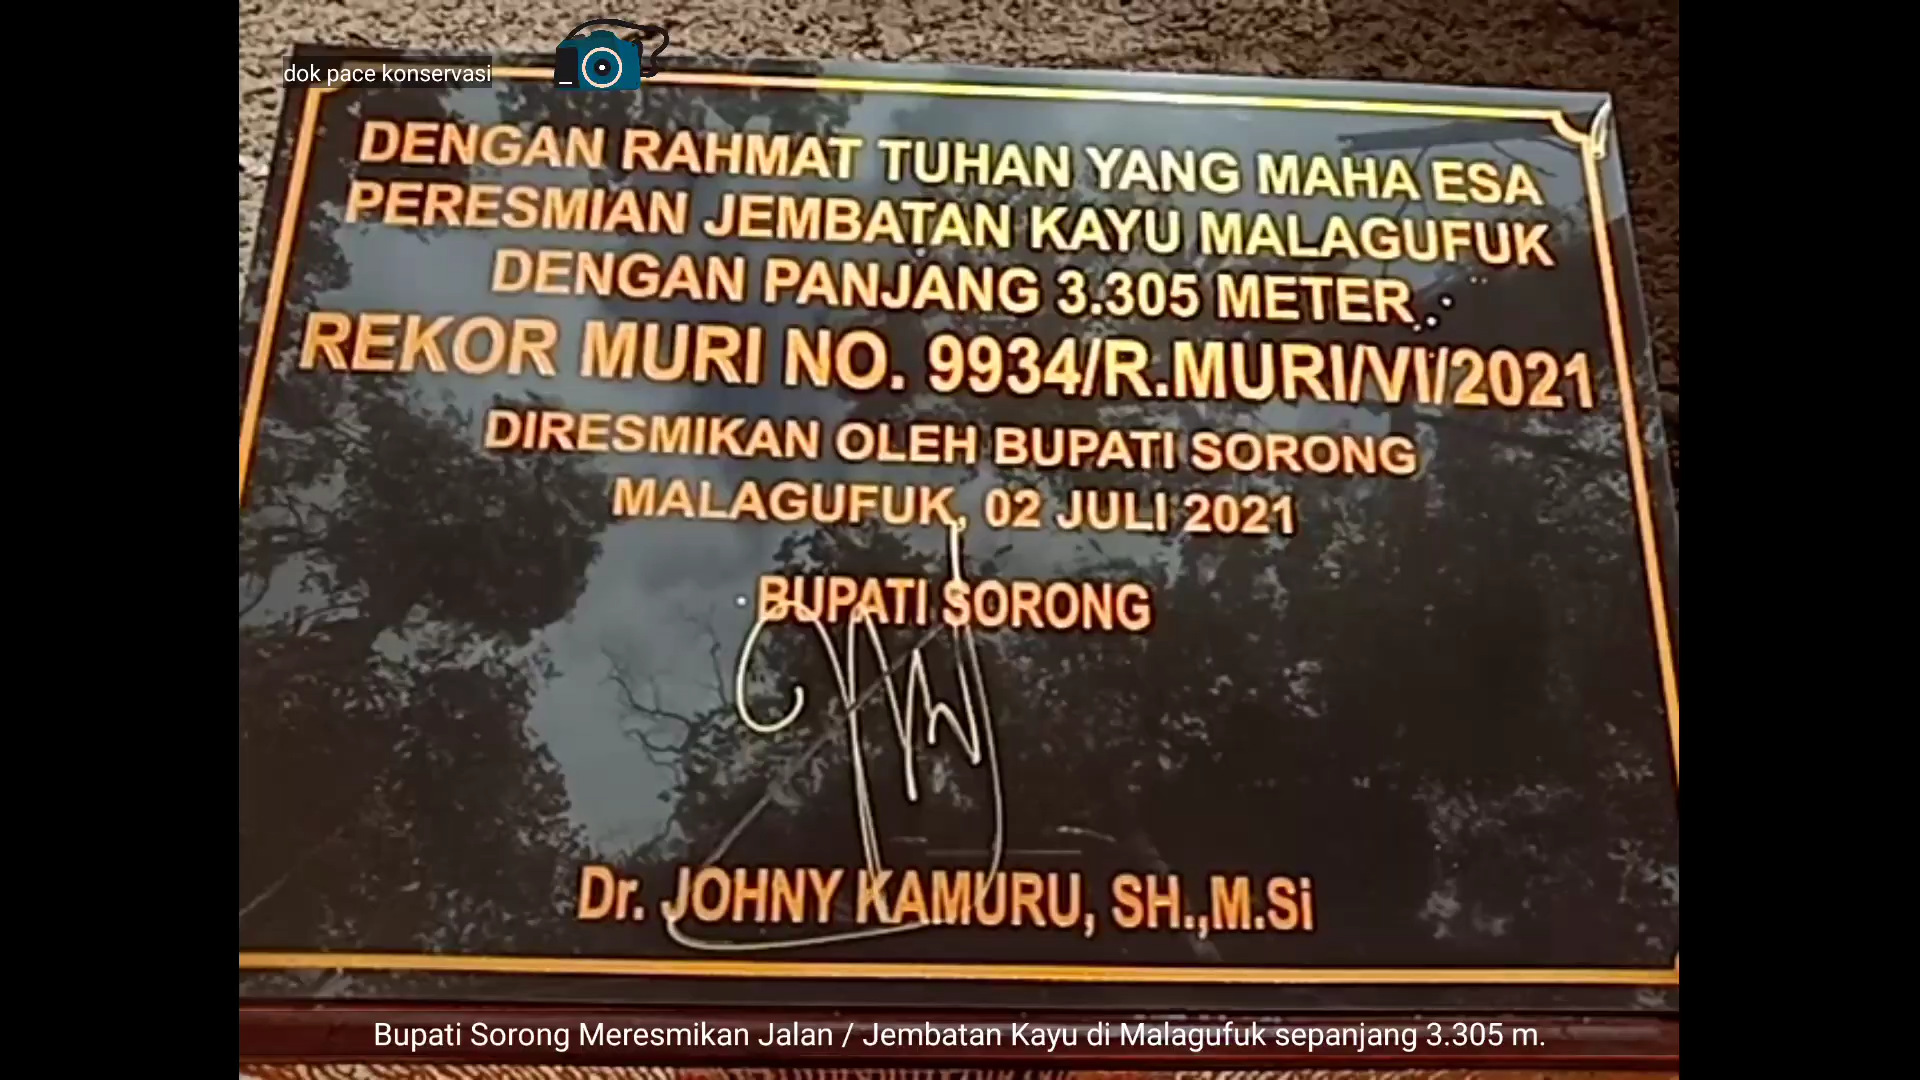 dok pace konservasi
DENGAN RAHMAT TUHAN YANG MAHA ESA
PERESMIAN JEMBATAN KAYU MALAGUFUK
DENGAN PANJANG 3.305 METER
REKOR MURI NO. 9934/R.MURI/VI/2021
DIRESMIKAN OLEH BUPATI SORONG
MALAGUFUK, 02 JULI 2021
BUPATI SORONG
Dr. JOHNY KAMURU, SH.,M.Si
Bupati Sorong Meresmikan Jalan / Jembatan Kayu di Malagufuk sepanjang 3.305 m.